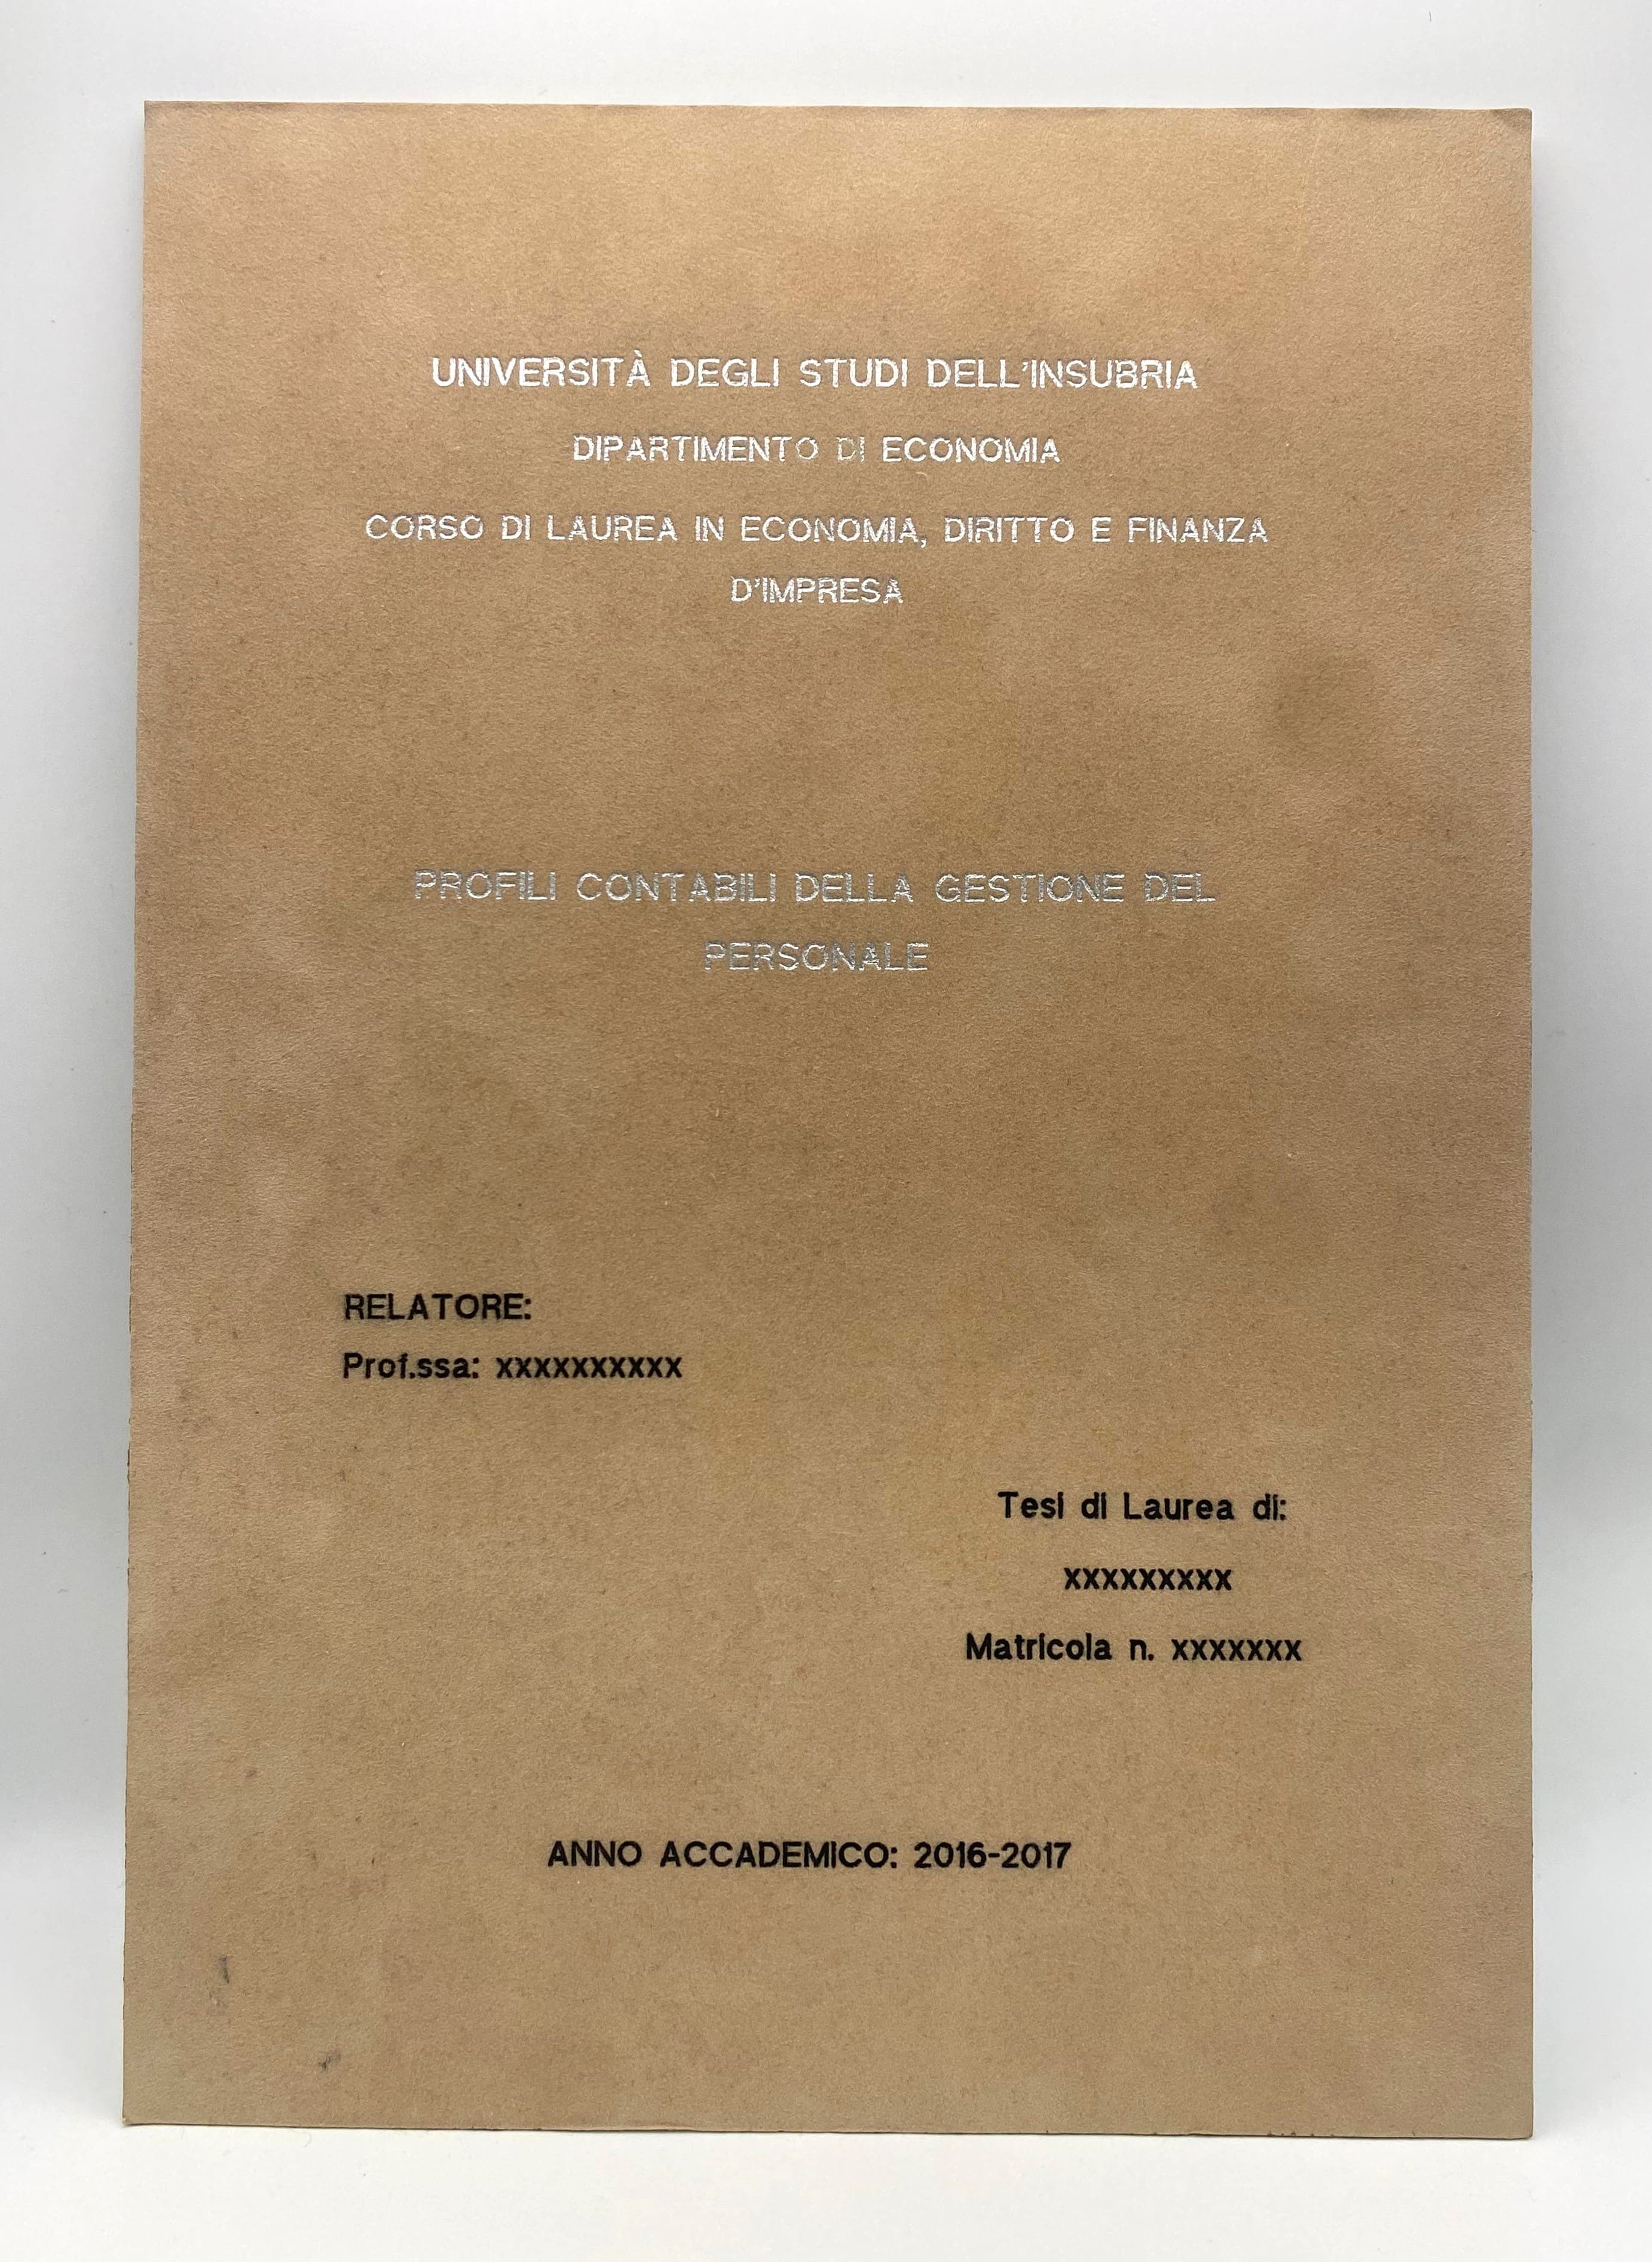 UNIVERSITÀ DEGLI STUDI DELL'INSUBRIA
DIPARTIMENTO DI ECONOMIA
CORSO DI LAUREA IN ECONOMIA, DIRITTO E FINANZA
D'IMPRESA
PROFILI CONTABILI DELLA GESTIONE DEL
PERSONALE
RELATORE:
Prof.ssa: xxxxxxxxxx
Tesi di Laurea di:
xxxxxxxxx
Matricola n. xxxxxxx
ANNO ACCADEMICO: 2016-2017